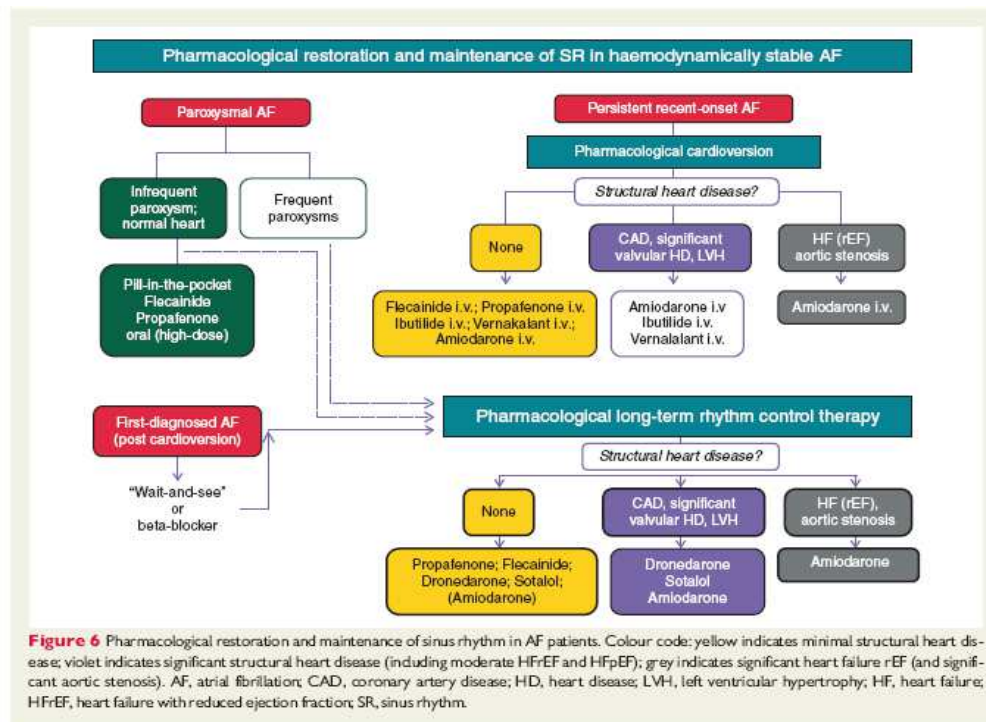 Pharmacological restoration and maintenance of SR in haemodynamically stable AF
Paroxysmal AF
Infrequent
paroxysm;
normal heart
Frequent
paroxysms
Pill-in-the-pocket
Flecainide
Propafenone
oral (high-dose)
First-diagnosed AF
(post cardioversion)
"Wait-and-see"
or
beta-blocker
Persistent recent-onset AF
Pharmacological cardioversion
Structural heart disease?
None
CAD, significant
valvular HD, LVH
HF (rEF)
aortic stenosis
Flecainide i.v.; Propafenone i.v.
Ibutilide i.v.; Vernakalant i.v.;
Amiodarone i.v.
Amiodarone i.v
Ibutilide i.v.
Vernalalant i.v.
Amiodarone i.v.
Pharmacological long-term rhythm control therapy
Structural heart disease?
None
CAD, significant
valvular HD, LVH
HF (rEF),
aortic stenosis
Propafenone; Flecainide;
Dronedarone; Sotalol;
(Amiodarone)
Dronedarone
Sotalol
Amiodarone
Amiodarone
Figure 6 Pharmacological restoration and maintenance of sinus rhythm in AF patients. Colour code: yellow indicates minimal structural heart dis-
ease; violet indicates significant structural heart disease (including moderate HFrEF and HFpEF); grey indicates significant heart failure rEF (and signifi-
cant aortic stenosis). AF, atrial fibrillation; CAD, coronary artery disease; HD, heart disease; LVH, left ventricular hypertrophy; HF, heart failure;
HFrEF, heart failure with reduced ejection fraction; SR, sinus rhythm.